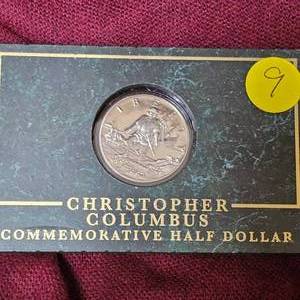 9
LIBERTY
CHRISTOPHER
COLUMBUS
COMMEMORATIVE HALF DOLLAR